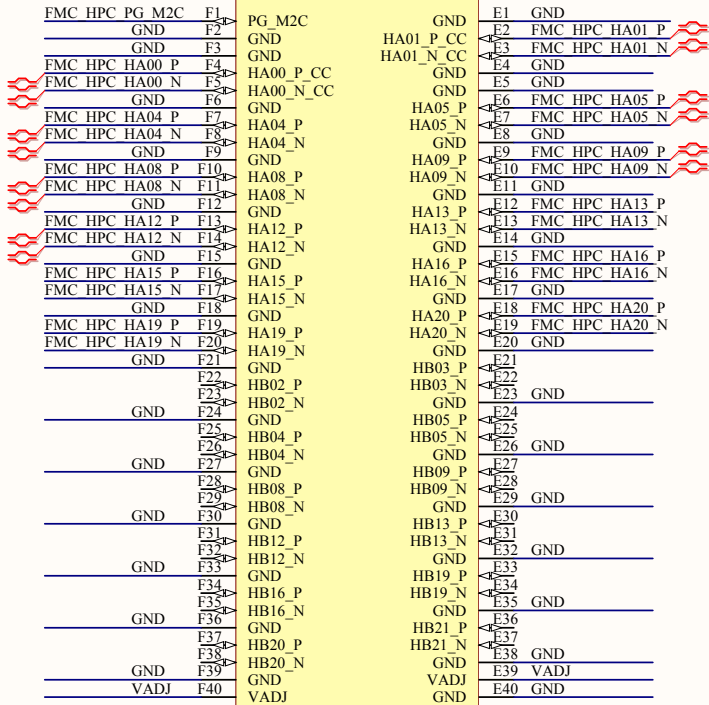 FMC_HPC_PG_M2C F1 PG_M2C GND E1 GND
GND F2 GND HA01_P_CC E2 FMC_HPC_HA01_P
GND F3 GND HA01_N_CC E3 FMC_HPC_HA01_N
FMC_HPC_HA00_P F4 HA00_P_CC GND E4 GND
FMC_HPC_HA00_N F5 HA00_N_CC GND E5 GND
GND F6 GND HA05_P E6 FMC_HPC_HA05_P
FMC_HPC_HA04_P F7 HA04_P HA05_N E7 FMC_HPC_HA05_N
FMC_HPC_HA04_N F8 HA04_N GND E8 GND
GND F9 GND HA09_P E9 FMC_HPC_HA09_P
FMC_HPC_HA08_P F10 HA08_P HA09_N E10 FMC_HPC_HA09_N
FMC_HPC_HA08_N F11 HA08_N GND E11 GND
GND F12 GND HA13_P E12 FMC_HPC_HA13_P
FMC_HPC_HA12_P F13 HA12_P HA13_N E13 FMC_HPC_HA13_N
FMC_HPC_HA12_N F14 HA12_N GND E14 GND
GND F15 GND HA16_P E15 FMC_HPC_HA16_P
FMC_HPC_HA15_P F16 HA15_P HA16_N E16 FMC_HPC_HA16_N
FMC_HPC_HA15_N F17 HA15_N GND E17 GND
GND F18 GND HA20_P E18 FMC_HPC_HA20_P
FMC_HPC_HA19_P F19 HA19_P HA20_N E19 FMC_HPC_HA20_N
FMC_HPC_HA19_N F20 HA19_N GND E20 GND
GND F21 GND HB03_P E21
F22 HB02_P HB03_N E22
F23 HB02_N GND E23 GND
GND F24 GND HB05_P E24
F25 HB04_P HB05_N E25
F26 HB04_N GND E26 GND
GND F27 GND HB09_P E27
F28 HB08_P HB09_N E28
F29 HB08_N GND E29 GND
GND F30 GND HB13_P E30
F31 HB12_P HB13_N E31
F32 HB12_N GND E32 GND
GND F33 GND HB19_P E33
F34 HB16_P HB19_N E34
F35 HB16_N GND E35 GND
GND F36 GND HB21_P E36
F37 HB20_P HB21_N E37
F38 HB20_N GND E38 GND
GND F39 GND VADJ E39 VADJ
VADJ F40 VADJ GND E40 GND